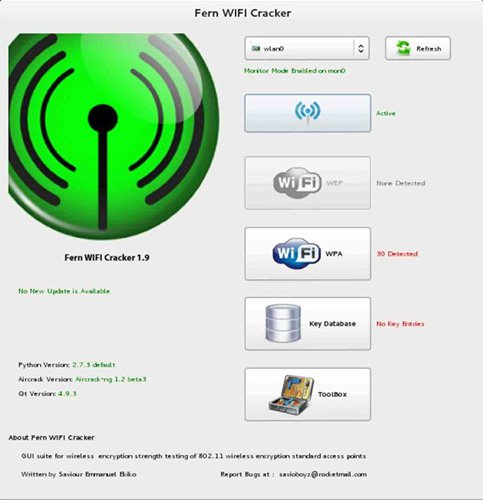 Fern WIFI Cracker
wlan0
Refresh
Monitor Mode Enabled on mon0
Active
WiFi WEP
None Detected
Fern WIFI Cracker 1.9
WiFi WPA
30 Detected
No New Update is Available
Key Database
No Key Entries
Python Version: 2.7.3 default
Aircrack Version: Aircrack-ng 1.2 beta3
Qt Version: 4.9.3
ToolBox
About Fern WIFI Cracker
GUI suite for wireless encryption strength testing of 802.11 wireless encryption standard access points
Written by Saviour Emmanuel Ekiko
Report Bugs at : savioboyz@rocketmail.com